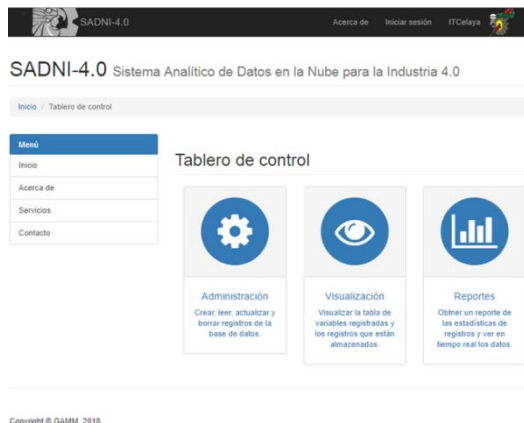 SADNI-4.0
Acerca de Iniciar sesión ITCelaya
SADNI-4.0 Sistema Analítico de Datos en la Nube para la Industria 4.0
Inicio / Tablero de control
Menú
Inicio
Acerca de
Servicios
Contacto
Tablero de control
Administración
Crear, leer, actualizar y
borrar registros de la
base de datos.
Visualización
Visualizar la tabla de
variables registradas y
los registros que están
almacenados.
Reportes
Obtner un reporte de
las estadísticas de
registros y ver en
tiempo real los datos.
Copyright © GAMM, 2018